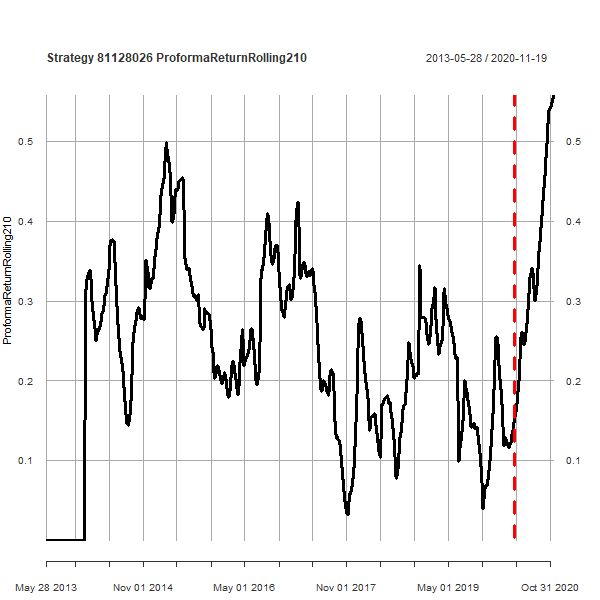 Strategy 81128026 ProformaReturnRolling210
2013-05-28 / 2020-11-19
ProformaReturnRolling210
0.5
0.4
0.3
0.2
0.1
0.5
0.4
0.3
0.2
0.1
May 28 2013
Nov 01 2014
May 01 2016
Nov 01 2017
May 01 2019
Oct 31 2020